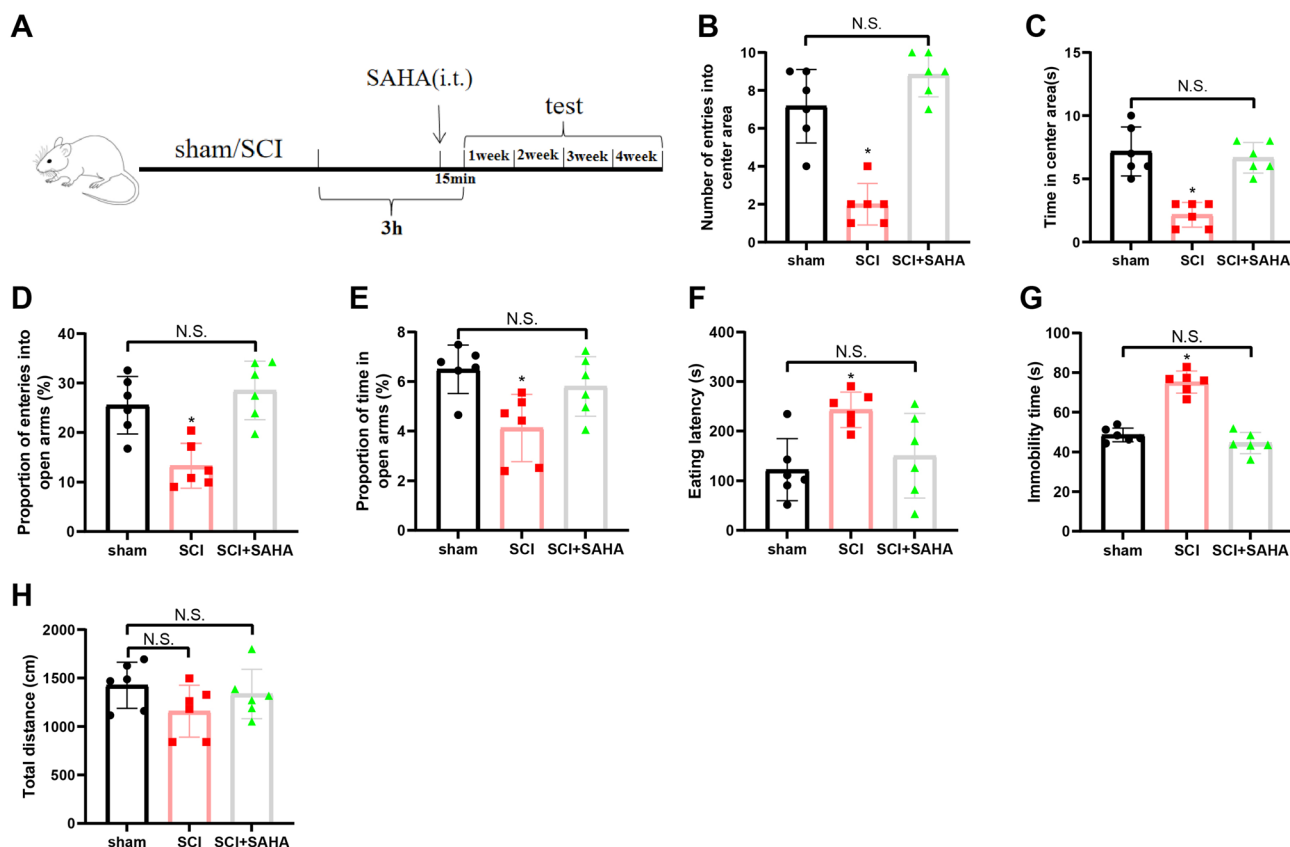 A
SAHA(i.t.)
test
sham/SCI
1week 2week 3week 4week
15min
3h
B
Number of entries into
center area
10
8
6
4
2
0
N.S.
*
sham SCI SCI+SAHA
C
Time in center area(s)
15
10
5
0
N.S.
*
sham SCI SCI+SAHA
D
Proportion of enteries into
open arms (%)
40
30
20
10
0
N.S.
*
sham SCI SCI+SAHA
E
Proportion of time in
open arms (%)
8
6
4
2
0
N.S.
*
sham SCI SCI+SAHA
F
Eating latency (s)
400
300
200
100
0
N.S.
*
sham SCI SCI+SAHA
G
Immobility time (s)
100
80
60
40
20
0
N.S.
*
sham SCI SCI+SAHA
H
Total distance (cm)
2000
1500
1000
500
0
N.S.
N.S.
sham SCI SCI+SAHA